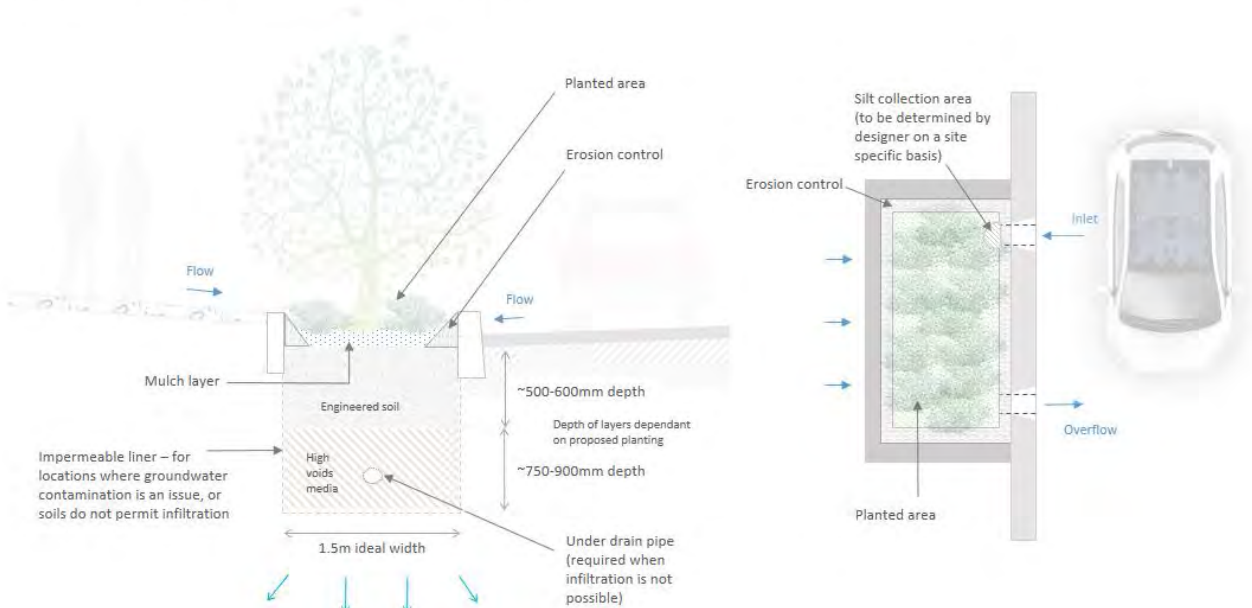 Planted area
Erosion control
Flow
Flow
Mulch layer
~500-600mm depth
Engineered soil
Depth of layers dependant
on proposed planting
Impermeable liner – for
locations where groundwater
contamination is an issue, or
soils do not permit infiltration
High
voids
media
~750-900mm depth
1.5m ideal width
Under drain pipe
(required when
infiltration is not
possible)
Silt collection area
(to be determined by
designer on a site
specific basis)
Erosion control
Inlet
Overflow
Planted area